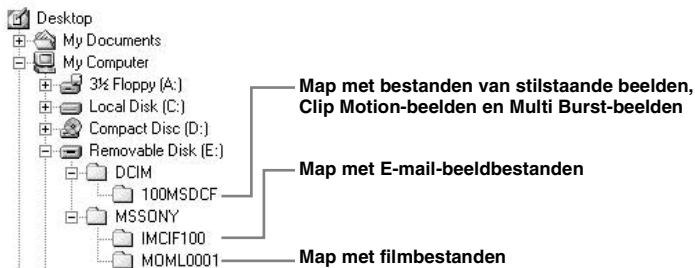 Desktop
My Documents
My Computer
3½ Floppy (A:)
Local Disk (C:)
Compact Disc (D:)
Removable Disk (E:)
DCIM
100MSDCF
MSSONY
IMCIF100
MOML0001
Map met bestanden van stilstaande beelden,
Clip Motion-beelden en Multi Burst-beelden
Map met E-mail-beeldbestanden
Map met filmbestanden